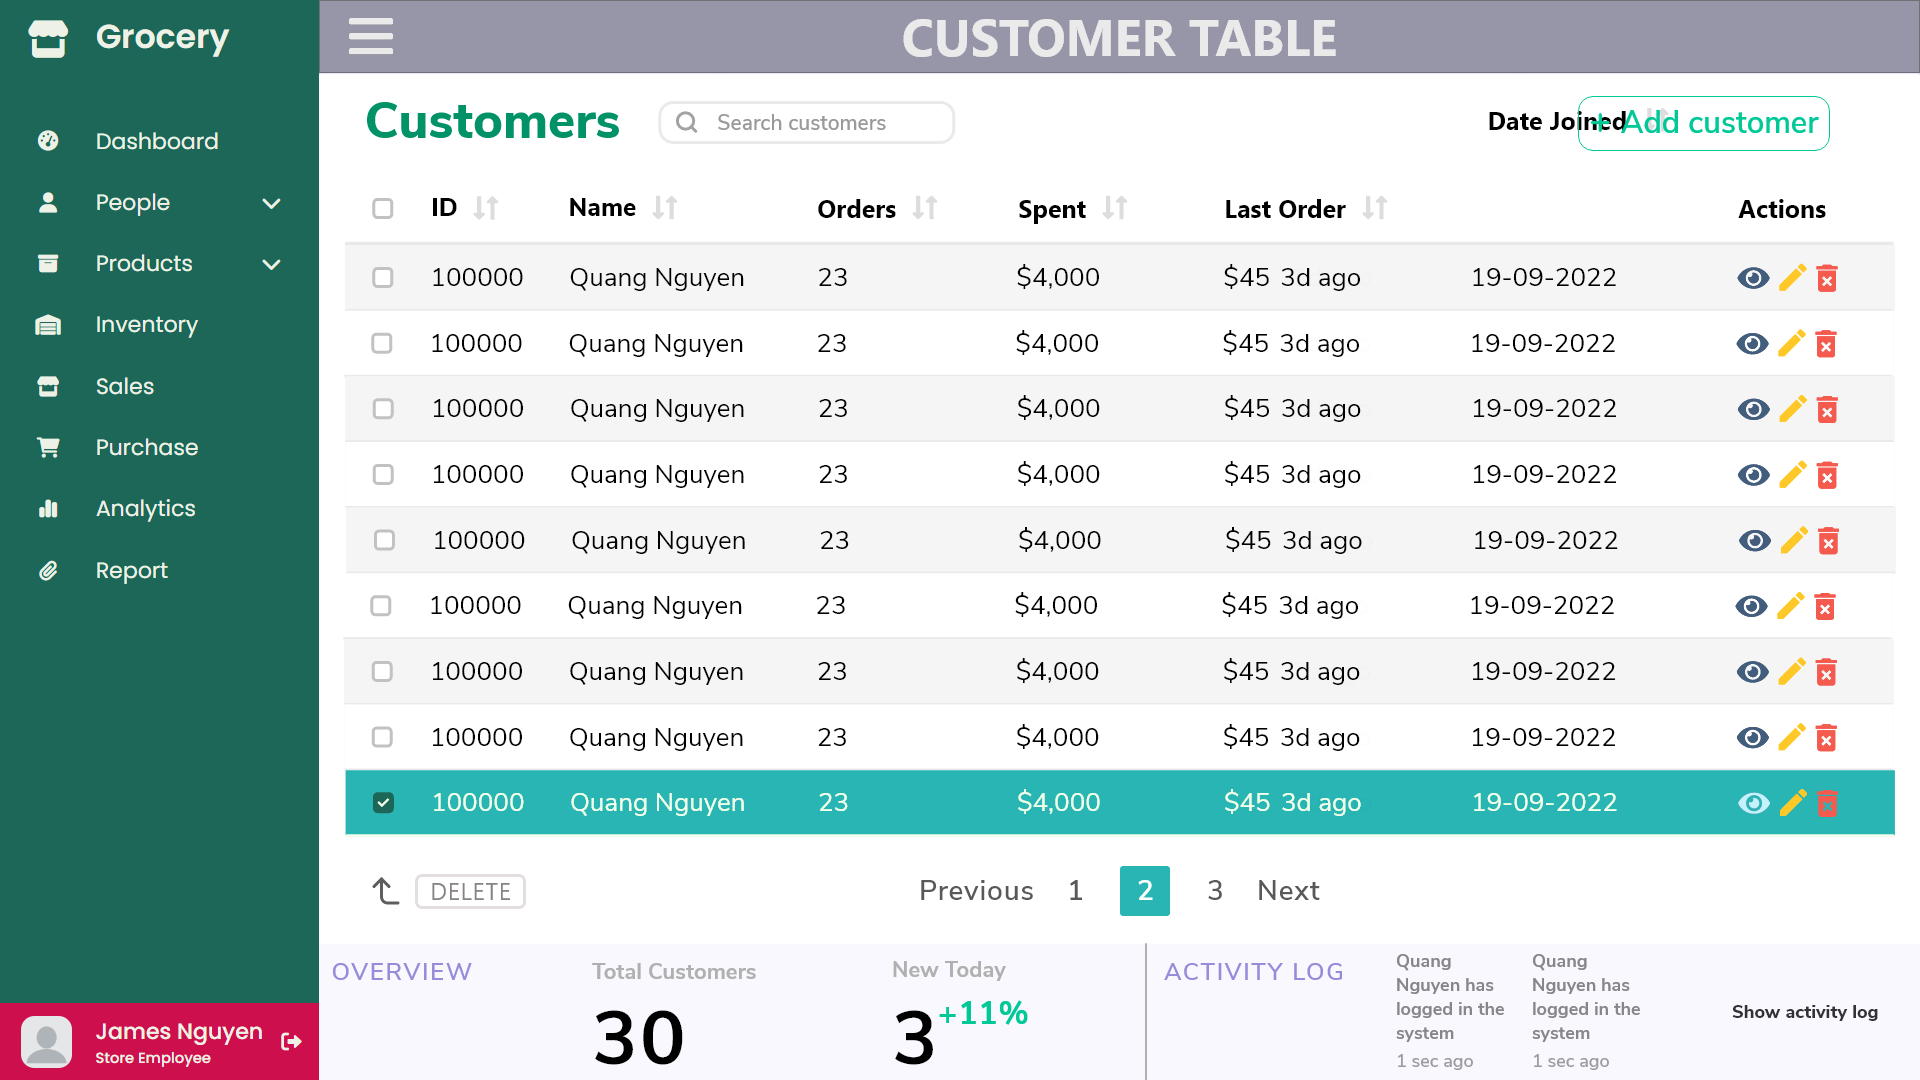 Grocery
CUSTOMER TABLE
Dashboard
People
Products
Inventory
Sales
Purchase
Analytics
Report
James Nguyen
Store Employee
Customers
Search customers
Date Joined
+ Add customer
ID Name Orders Spent Last Order Actions
100000 Quang Nguyen 23 $4,000 $45 3d ago 19-09-2022
100000 Quang Nguyen 23 $4,000 $45 3d ago 19-09-2022
100000 Quang Nguyen 23 $4,000 $45 3d ago 19-09-2022
100000 Quang Nguyen 23 $4,000 $45 3d ago 19-09-2022
100000 Quang Nguyen 23 $4,000 $45 3d ago 19-09-2022
100000 Quang Nguyen 23 $4,000 $45 3d ago 19-09-2022
100000 Quang Nguyen 23 $4,000 $45 3d ago 19-09-2022
100000 Quang Nguyen 23 $4,000 $45 3d ago 19-09-2022
100000 Quang Nguyen 23 $4,000 $45 3d ago 19-09-2022
DELETE
Previous 1 2 3 Next
OVERVIEW
Total Customers
30
New Today
3 +11%
ACTIVITY LOG
Quang
Nguyen has
logged in the
system
1 sec ago
Quang
Nguyen has
logged in the
system
1 sec ago
Show activity log